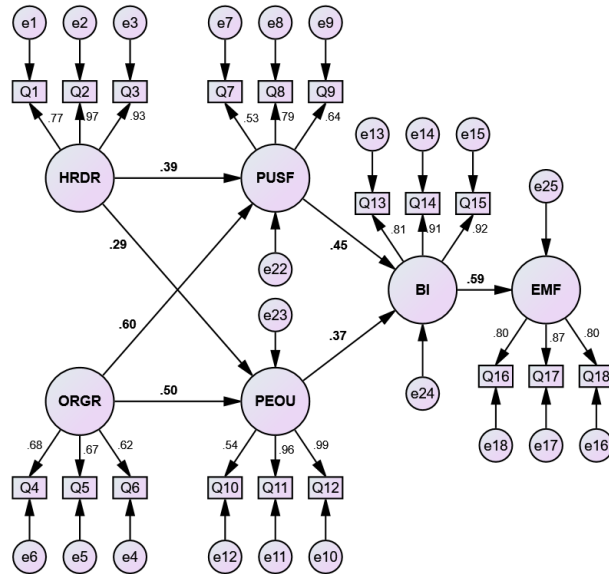 e1 e2 e3 e7 e8 e9
Q1 Q2 Q3 Q7 Q8 Q9
.77 .97 .93 .53 .79 .64
e13 e14 e15
HRDR .39 PUSF
Q13 Q14 Q15
e25
.81 .91 .92
.29 .45
e22
BI .59 EMF
e23
.60 .37
.80 .87 .80
Q16 Q17 Q18
ORGR .50 PEOU
e24
.68 .67 .62 .54 .96 .99
e18 e17 e16
Q4 Q5 Q6 Q10 Q11 Q12
e6 e5 e4 e12 e11 e10